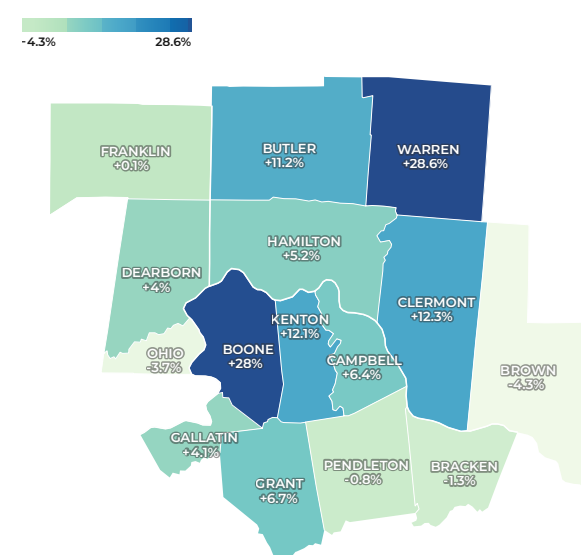 -4.3% 28.6%
FRANKLIN
+0.1%
BUTLER
+11.2%
WARREN
+28.6%
HAMILTON
+5.2%
DEARBORN
+4%
CLERMONT
+12.3%
KENTON
+12.1%
OHIO
-3.7%
BOONE
+28%
CAMPBELL
+6.4%
BROWN
-4.3%
GALLATIN
+4.1%
GRANT
+6.7%
PENDLETON
-0.8%
BRACKEN
-1.3%